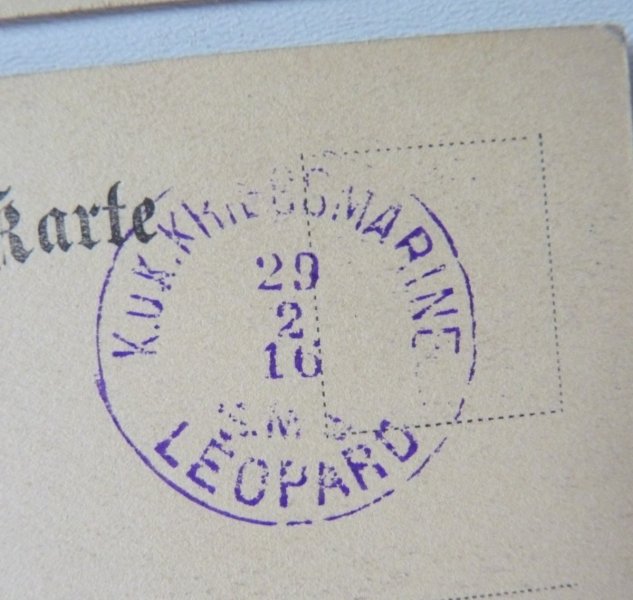 Karte
K.U.K. KRIEGSMARINE
29
2
16
S.M.S.
LEOPARD